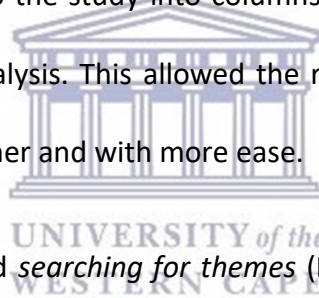 the study into columns
alysis. This allowed the
ner and with more ease.
UNIVERSITY of the
d searching for themes (
WESTERN CAPE